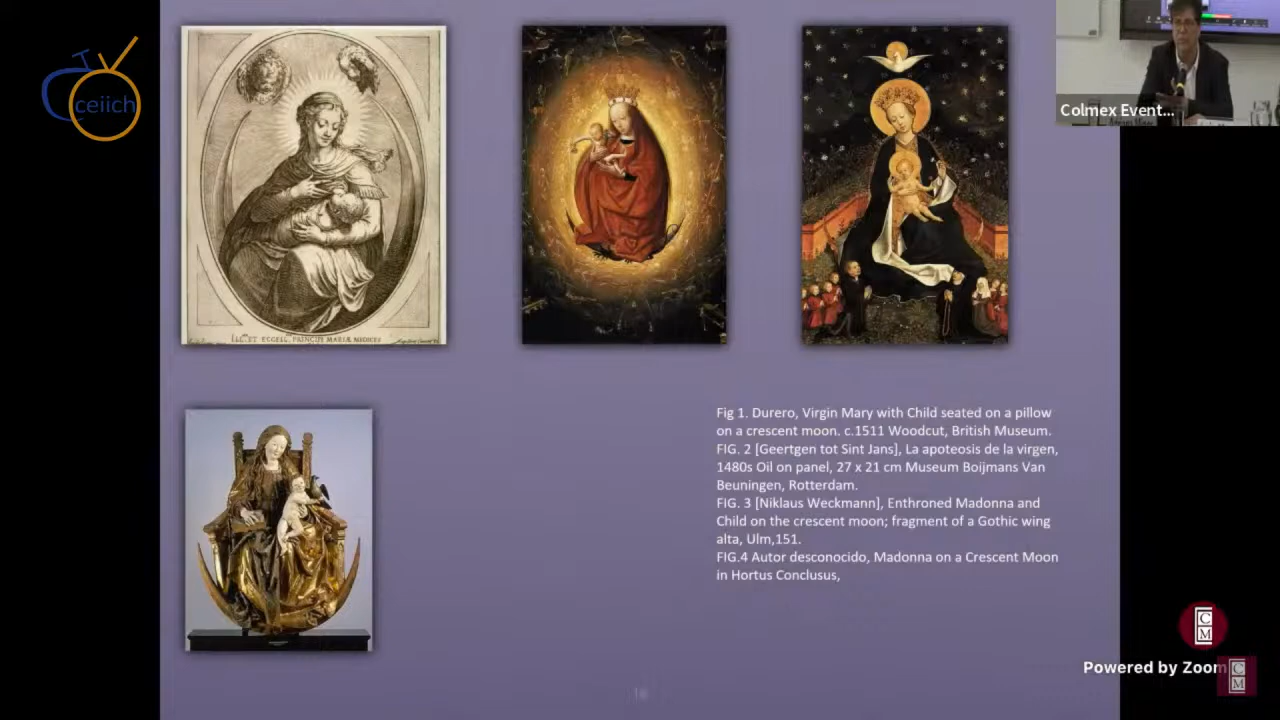 ceiich
Colmex Event...
ILL.ET ECCELL. PRINCIPI MARIÆ MEDICES
Fig 1. Durero, Virgin Mary with Child seated on a pillow
on a crescent moon. c.1511 Woodcut, British Museum.
FIG. 2 [Geertgen tot Sint Jans], La apoteosis de la virgen,
1480s Oil on panel, 27 x 21 cm Museum Boijmans Van
Beuningen, Rotterdam.
FIG. 3 [Niklaus Weckmann], Enthroned Madonna and
Child on the crescent moon; fragment of a Gothic wing
alta, Ulm,151.
FIG.4 Autor desconocido, Madonna on a Crescent Moon
in Hortus Conclusus,
C
M
Powered by Zoom
C
M